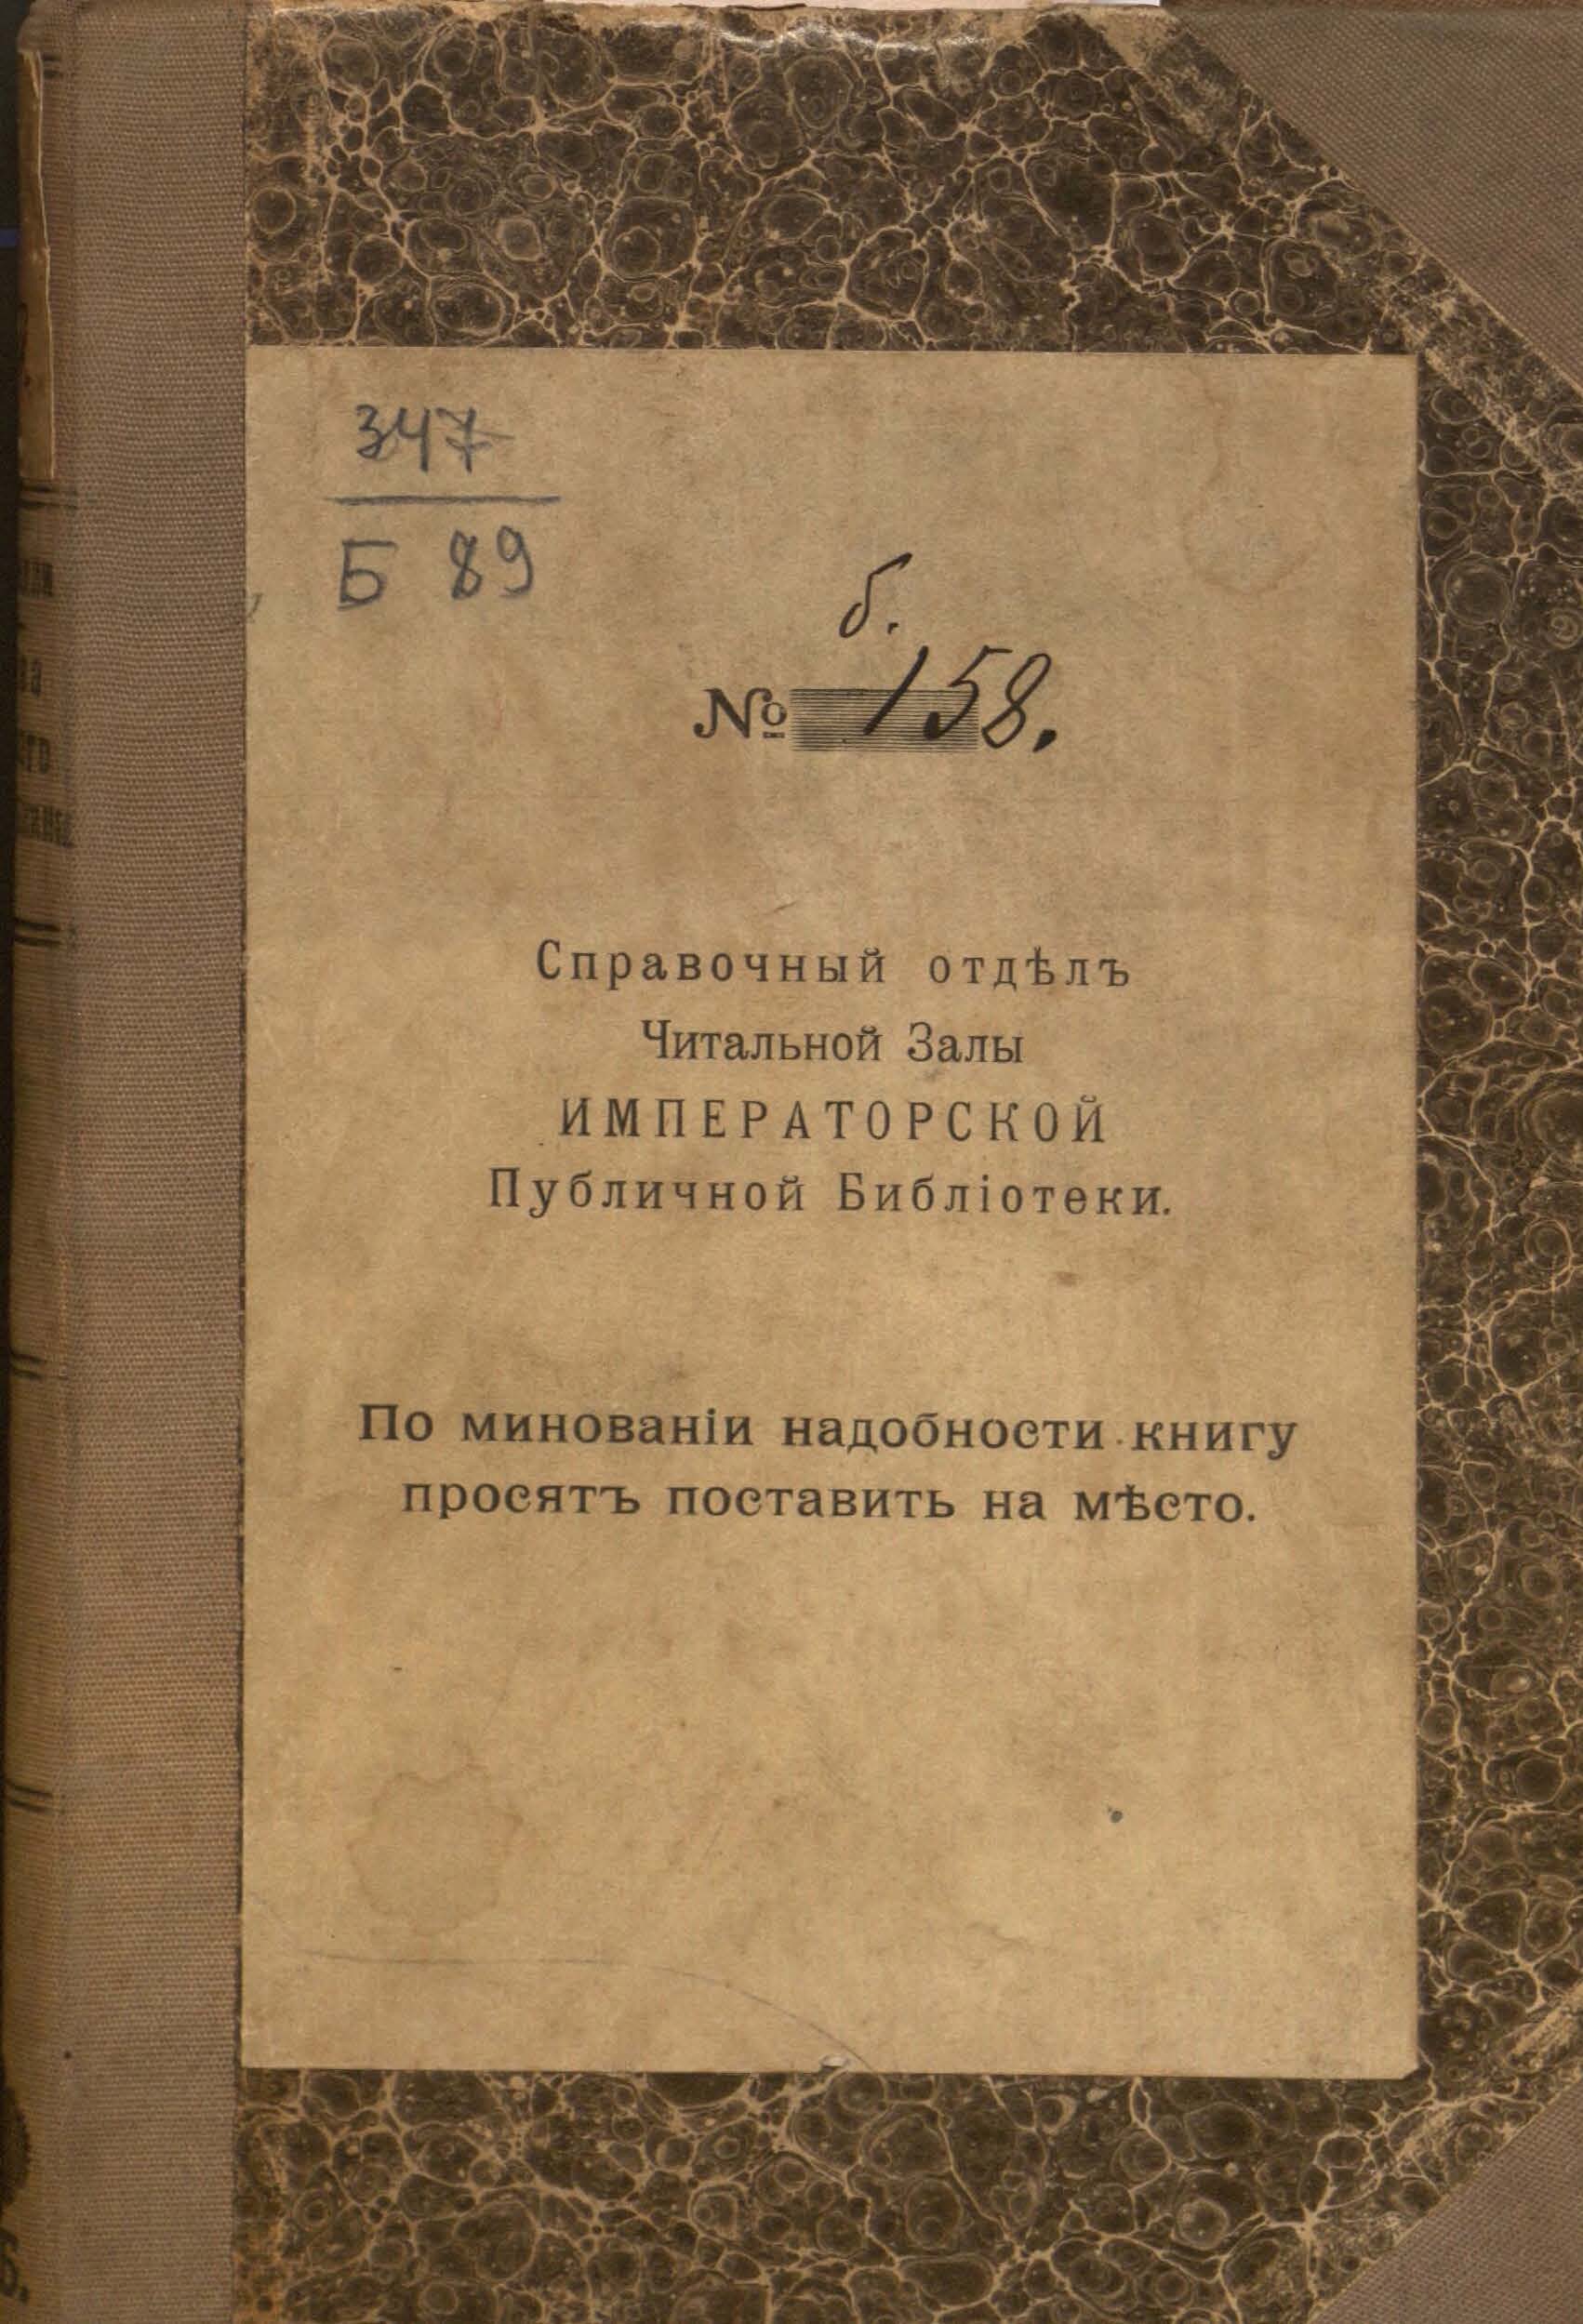 347
Б 89
б.
№ 158.
Справочный отдѣлъ
Читальной Залы
ИМПЕРАТОРСКОЙ
Публичной Библіотеки.
По минованіи надобности книгу
просятъ поставить на мѣсто.